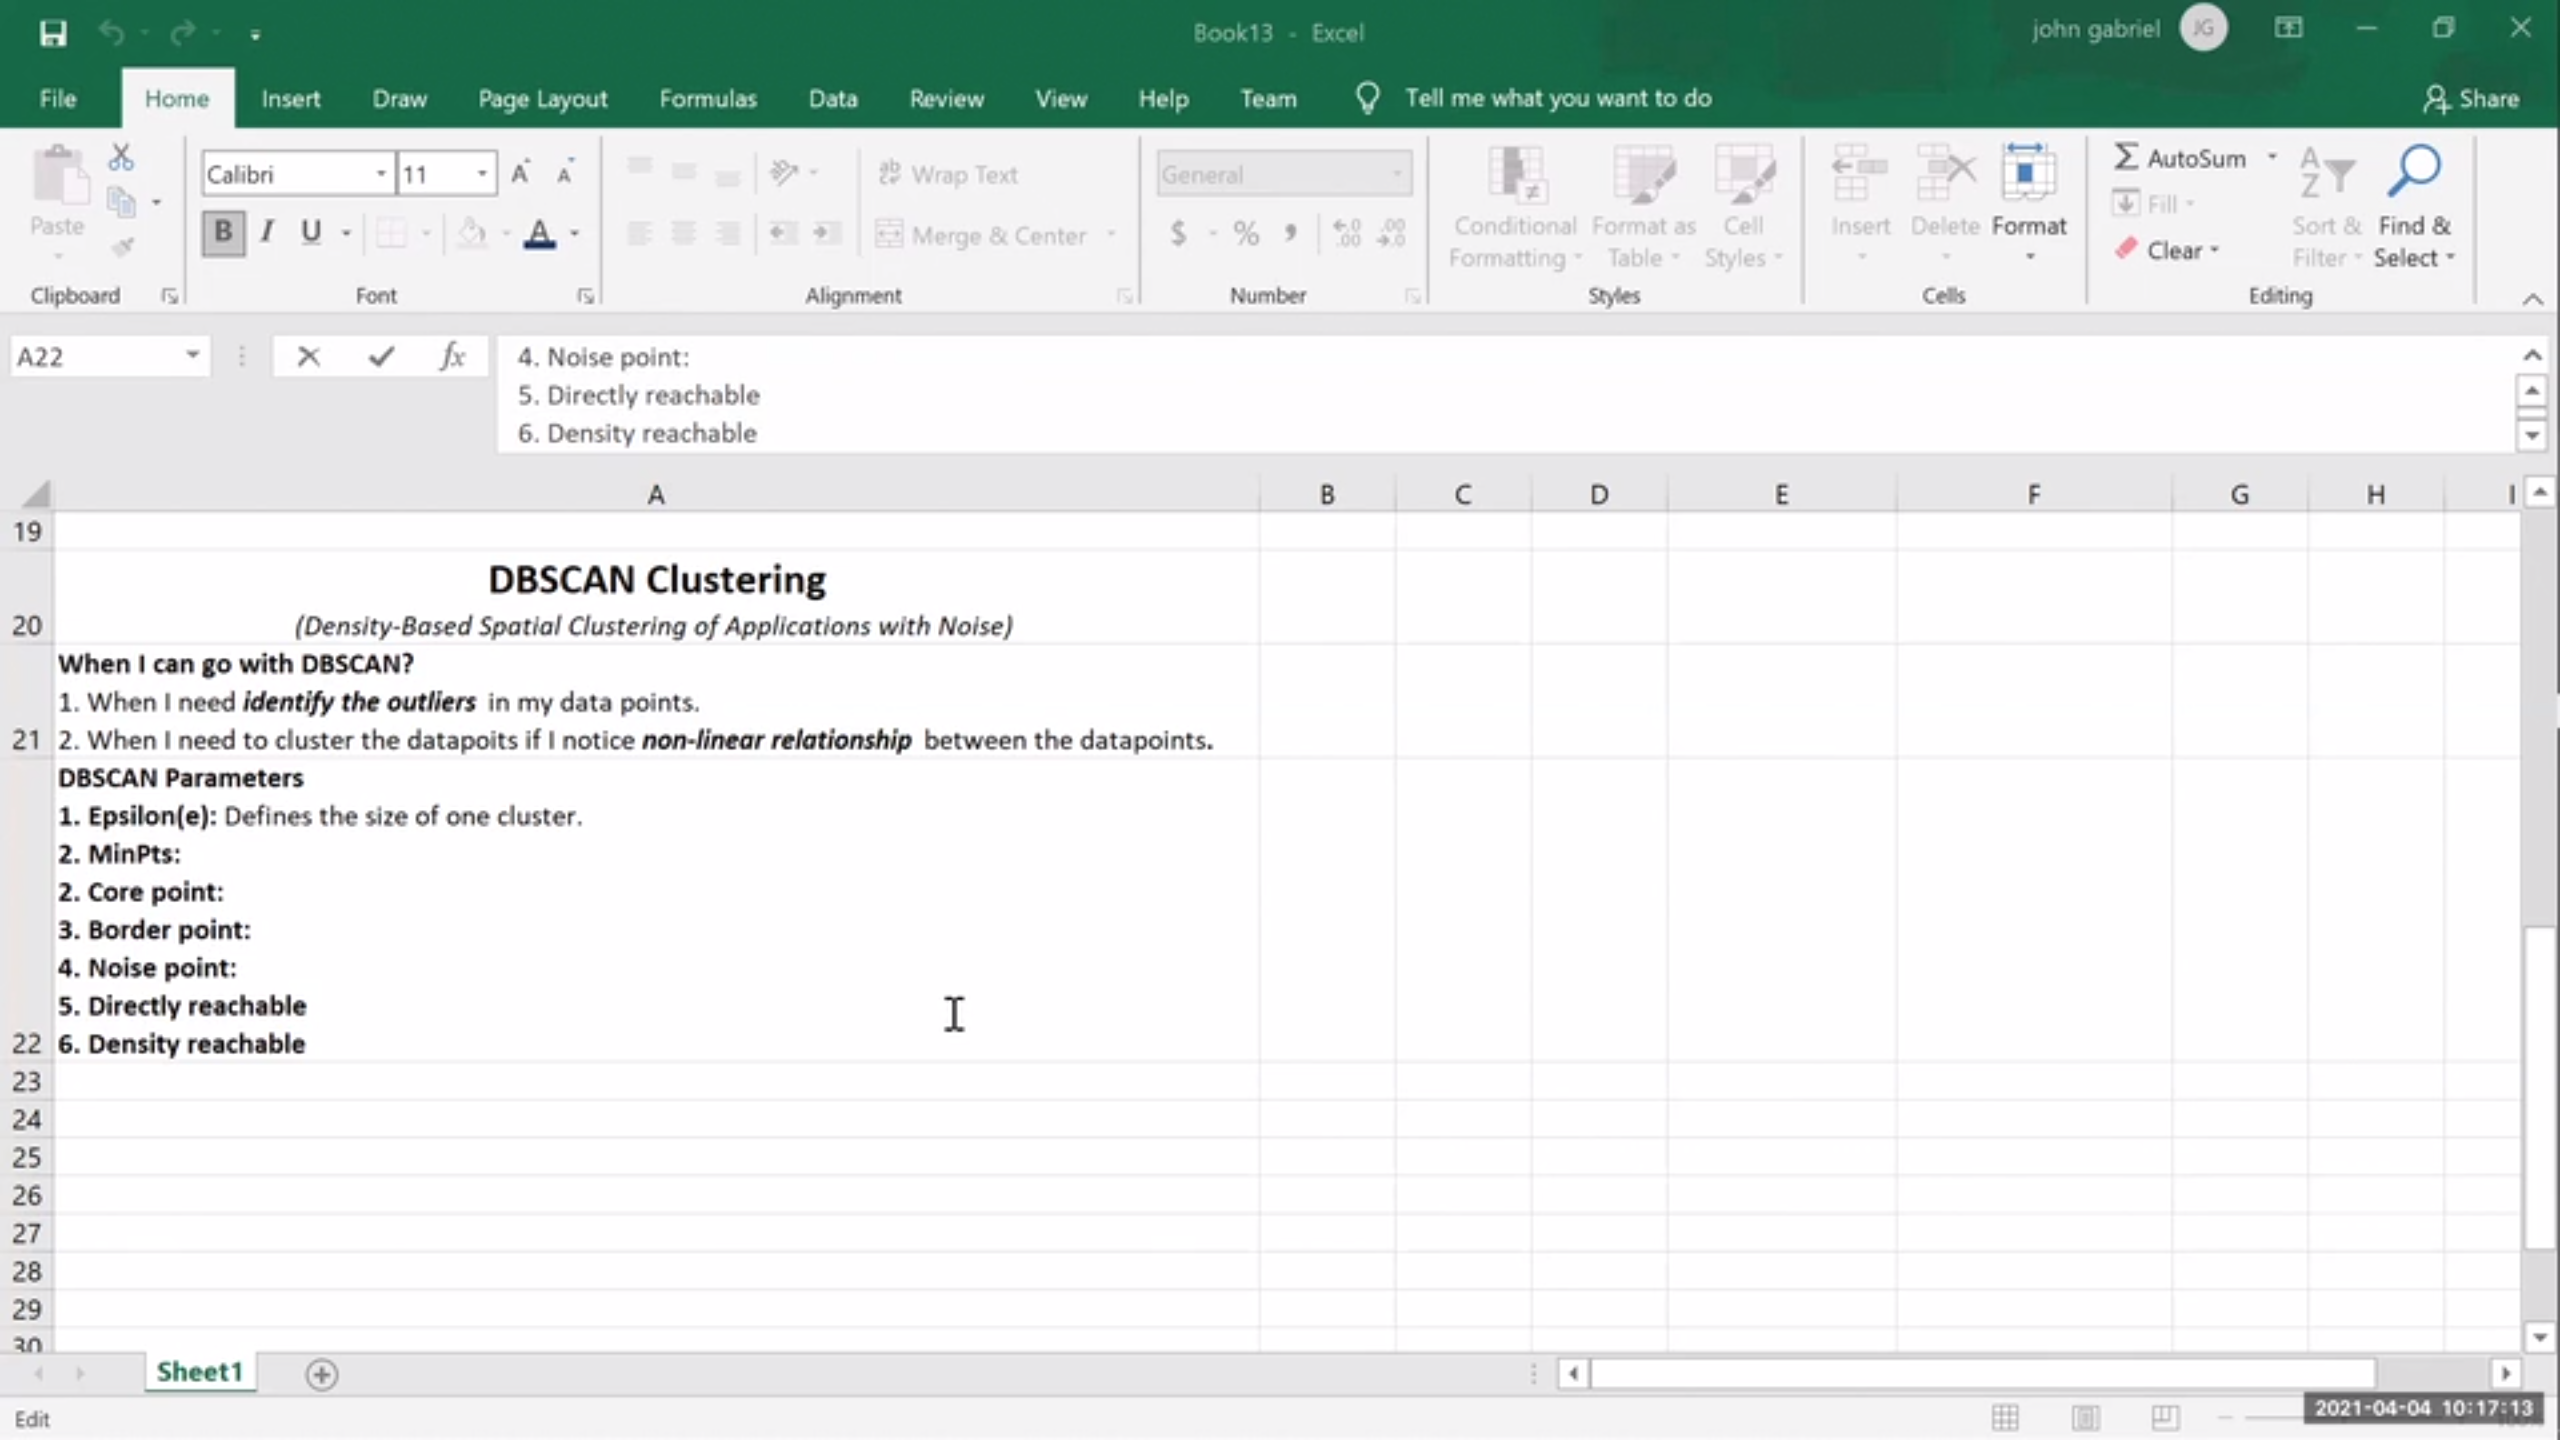 Book13 - Excel
john gabriel JG
File Home Insert Draw Page Layout Formulas Data Review View Help Team Tell me what you want to do Share
Paste
Calibri 11
Wrap Text
General
Conditional Formatting
Format as Table
Cell Styles
Insert Delete Format
AutoSum
Fill
Clear
Sort & Filter
Find & Select
B I U
Merge & Center
$ % ,
Clipboard Font Alignment Number Styles Cells Editing
A22
fx
4. Noise point:
5. Directly reachable
6. Density reachable
A B C D E F G H I
19
DBSCAN Clustering
20 (Density-Based Spatial Clustering of Applications with Noise)
When I can go with DBSCAN?
1. When I need identify the outliers in my data points.
21 2. When I need to cluster the datapoits if I notice non-linear relationship between the datapoints.
DBSCAN Parameters
1. Epsilon(e): Defines the size of one cluster.
2. MinPts:
2. Core point:
3. Border point:
4. Noise point:
5. Directly reachable
22 6. Density reachable
23
24
25
26
27
28
29
30
Sheet1
Edit
2021-04-04 10:17:13